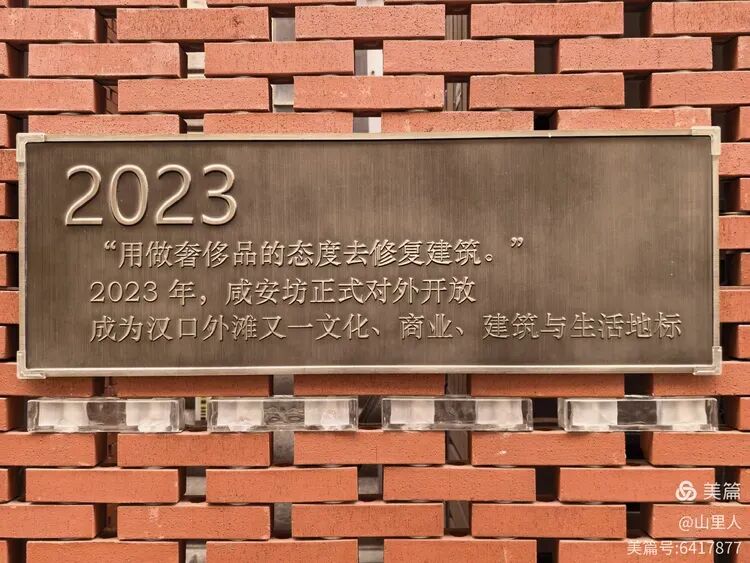 2023
“用做奢侈品的态度去修复建筑。”
2023 年，咸安坊正式对外开放
成为汉口外滩又一文化、商业、建筑与生活地标
美篇
@山里人
美篇号:6417877